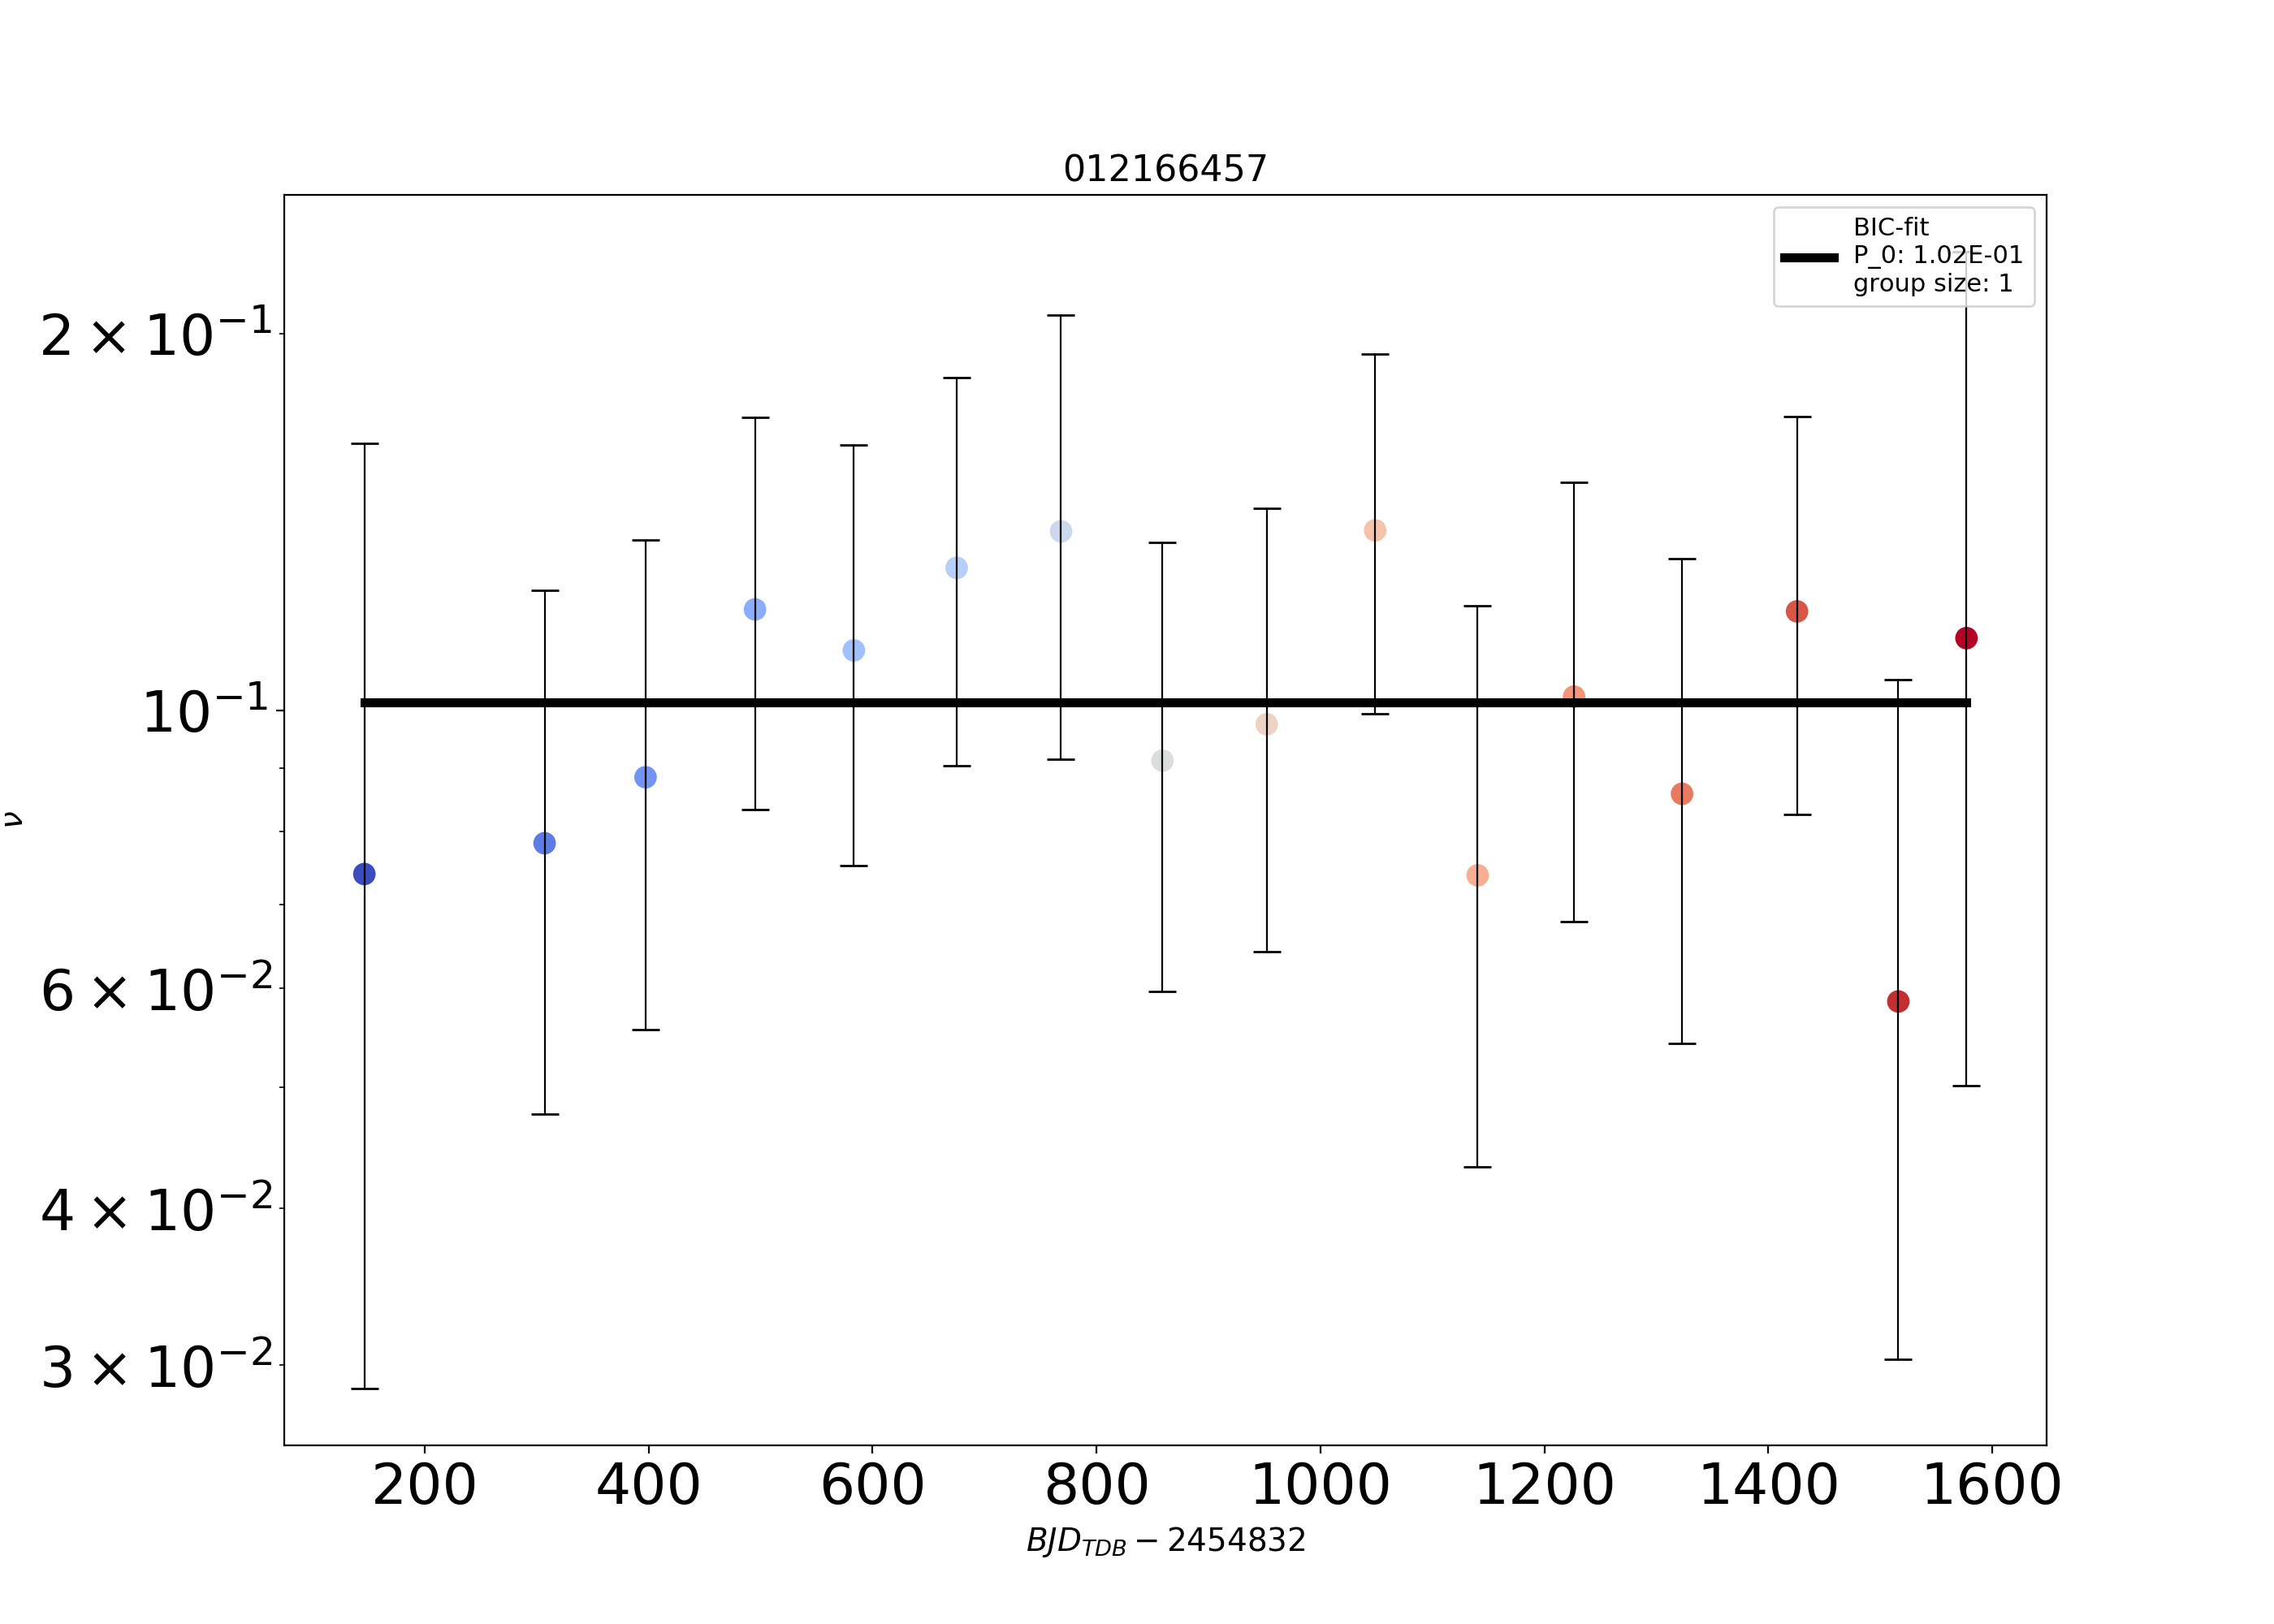 012166457
BIC-fit
P_0: 1.02E-01
group size: 1
2 × 10⁻¹
10⁻¹
6 × 10⁻²
4 × 10⁻²
3 × 10⁻²
ν
200 400 600 800 1000 1200 1400 1600
BJD_TDB − 2454832